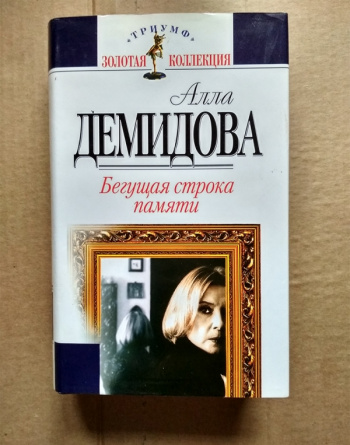 «ТРИУМФ»
ЗОЛОТАЯ КОЛЛЕКЦИЯ
Алла
ДЕМИДОВА
Бегущая строка
памяти